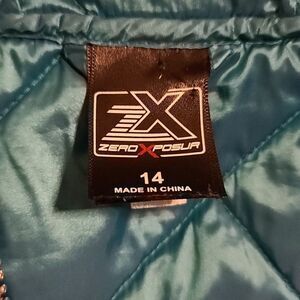 ZX
ZEROXPOSUR
14
MADE IN CHINA